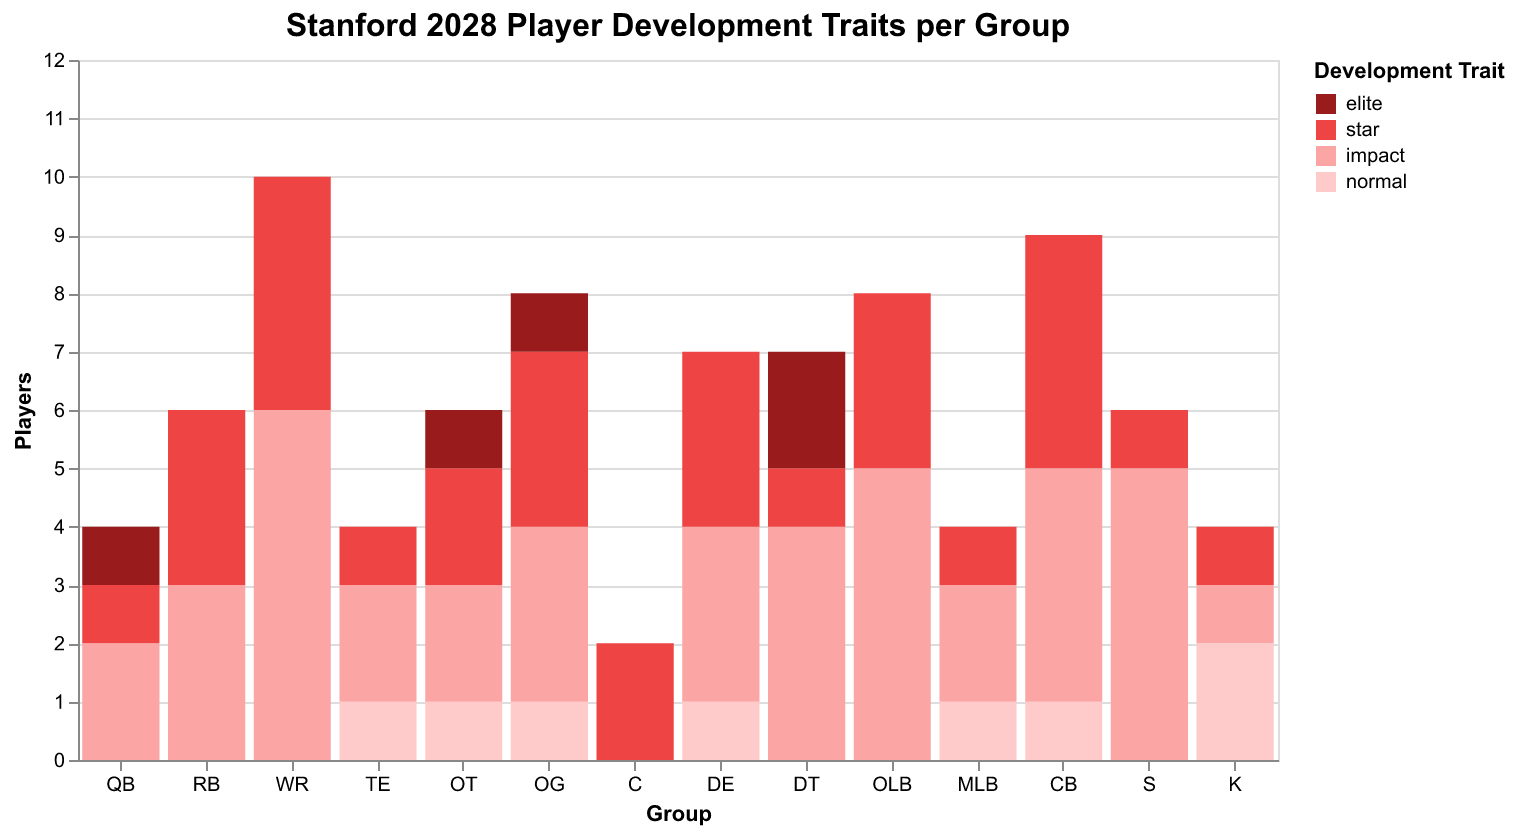 Stanford 2028 Player Development Traits per Group
Development Trait
elite
star
impact
normal
Players
12
11
10
9
8
7
6
5
4
3
2
1
0
QB RB WR TE OT OG C DE DT OLB MLB CB S K
Group